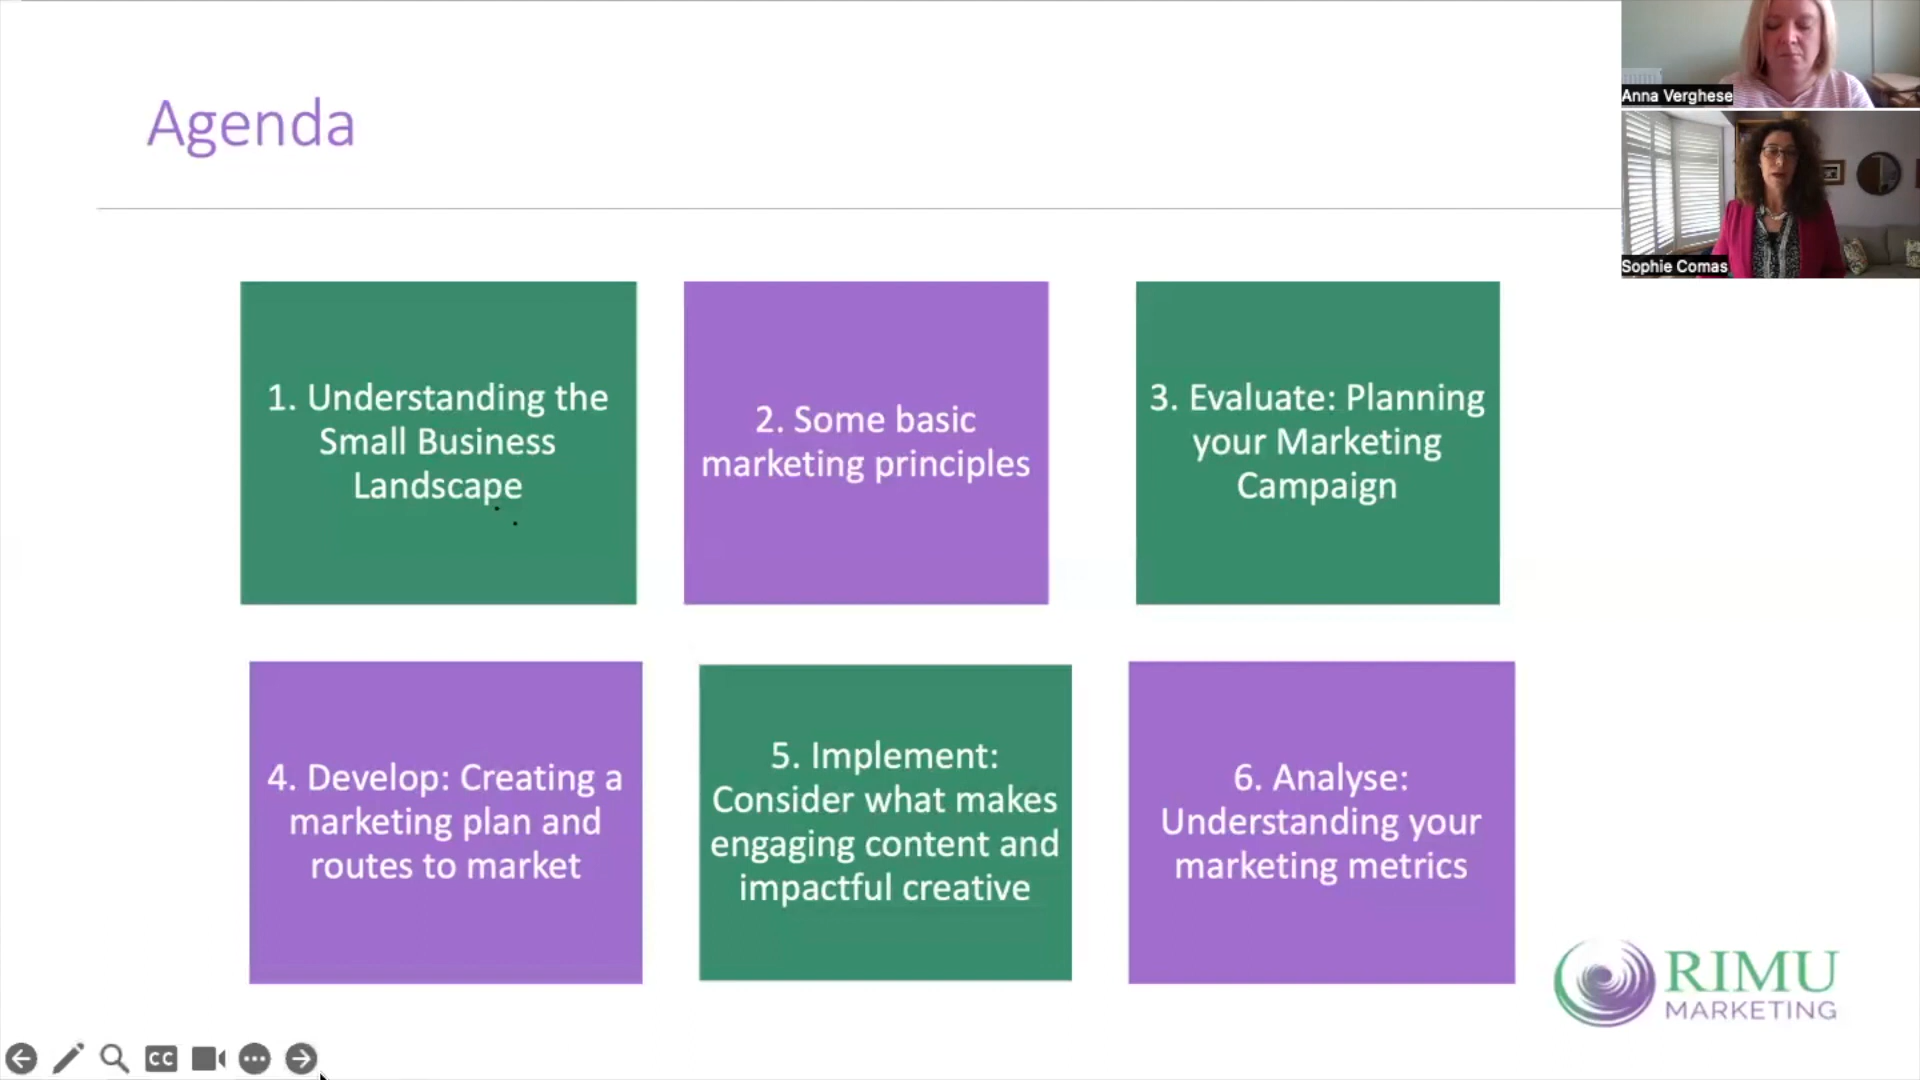 Agenda
Anna Verghese
Sophie Comas
1. Understanding the
Small Business
Landscape
2. Some basic
marketing principles
3. Evaluate: Planning
your Marketing
Campaign
4. Develop: Creating a
marketing plan and
routes to market
5. Implement:
Consider what makes
engaging content and
impactful creative
6. Analyse:
Understanding your
marketing metrics
RIMU
MARKETING
CC